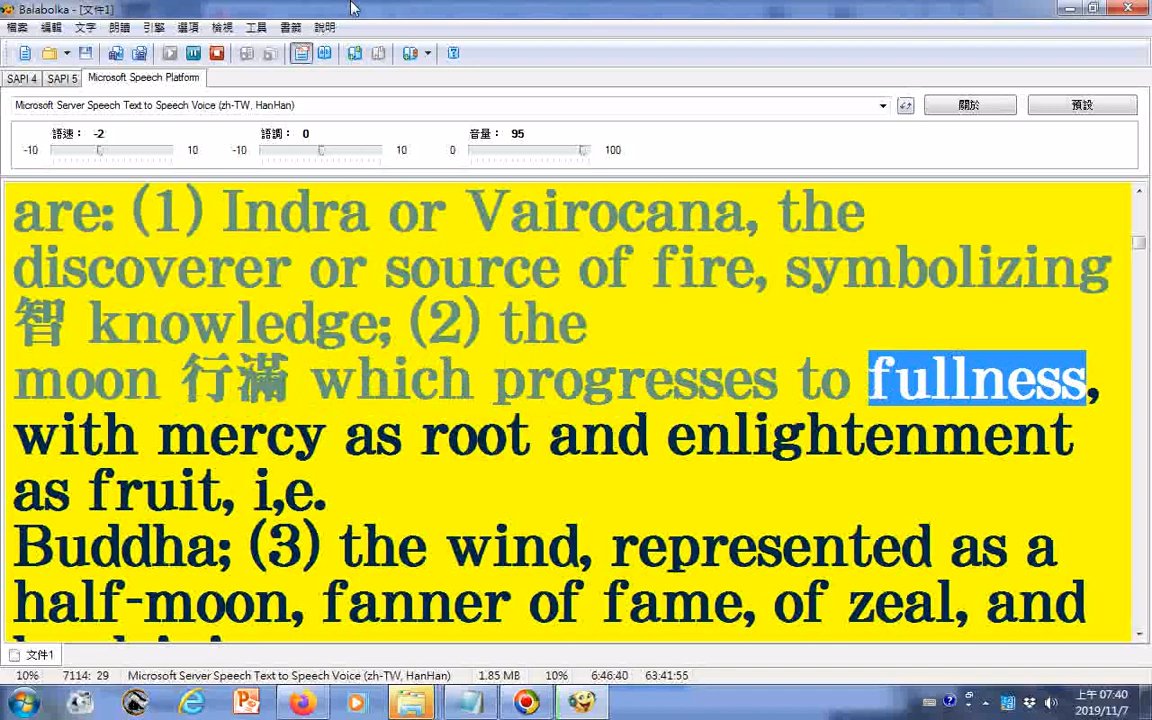 Balabolka - [文件1]
檔案 編輯 文字 朗讀 引擎 選項 檢視 工具 書籤 說明
SAPI 4 SAPI 5 Microsoft Speech Platform
Microsoft Server Speech Text to Speech Voice (zh-TW, HanHan) 關於 預設
語速： -2 語調： 0 音量： 95
-10 10 -10 10 0 100
are: (1) Indra or Vairocana, the
discoverer or source of fire, symbolizing
智 knowledge; (2) the
moon 行滿 which progresses to fullness,
with mercy as root and enlightenment
as fruit, i,e.
Buddha; (3) the wind, represented as a
half-moon, fanner of fame, of zeal, and
文件1
10% 7114: 29 Microsoft Server Speech Text to Speech Voice (zh-TW, HanHan) 1.85 MB 10% 6:46:40 63:41:55
上午 07:40
2019/11/7